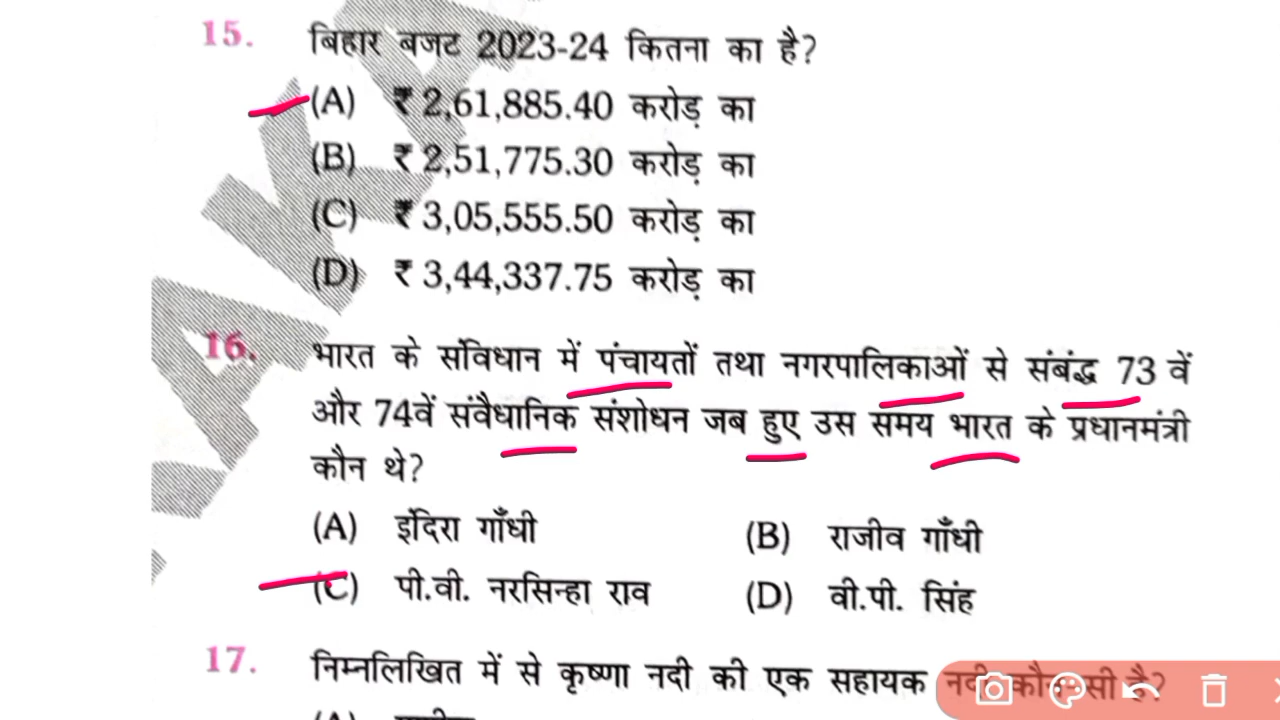 15. बिहार बजट 2023-24 कितना का है?
(A) ₹ 2,61,885.40 करोड़ का
(B) ₹ 2,51,775.30 करोड़ का
(C) ₹ 3,05,555.50 करोड़ का
(D) ₹ 3,44,337.75 करोड़ का
16. भारत के संविधान में पंचायतों तथा नगरपालिकाओं से संबंद्ध 73 वें
और 74वें संवैधानिक संशोधन जब हुए उस समय भारत के प्रधानमंत्री
कौन थे?
(A) इंदिरा गाँधी (B) राजीव गाँधी
(C) पी.वी. नरसिन्हा राव (D) वी.पी. सिंह
17. निम्नलिखित में से कृष्णा नदी की एक सहायक नदी कौन-सी है?
(A)